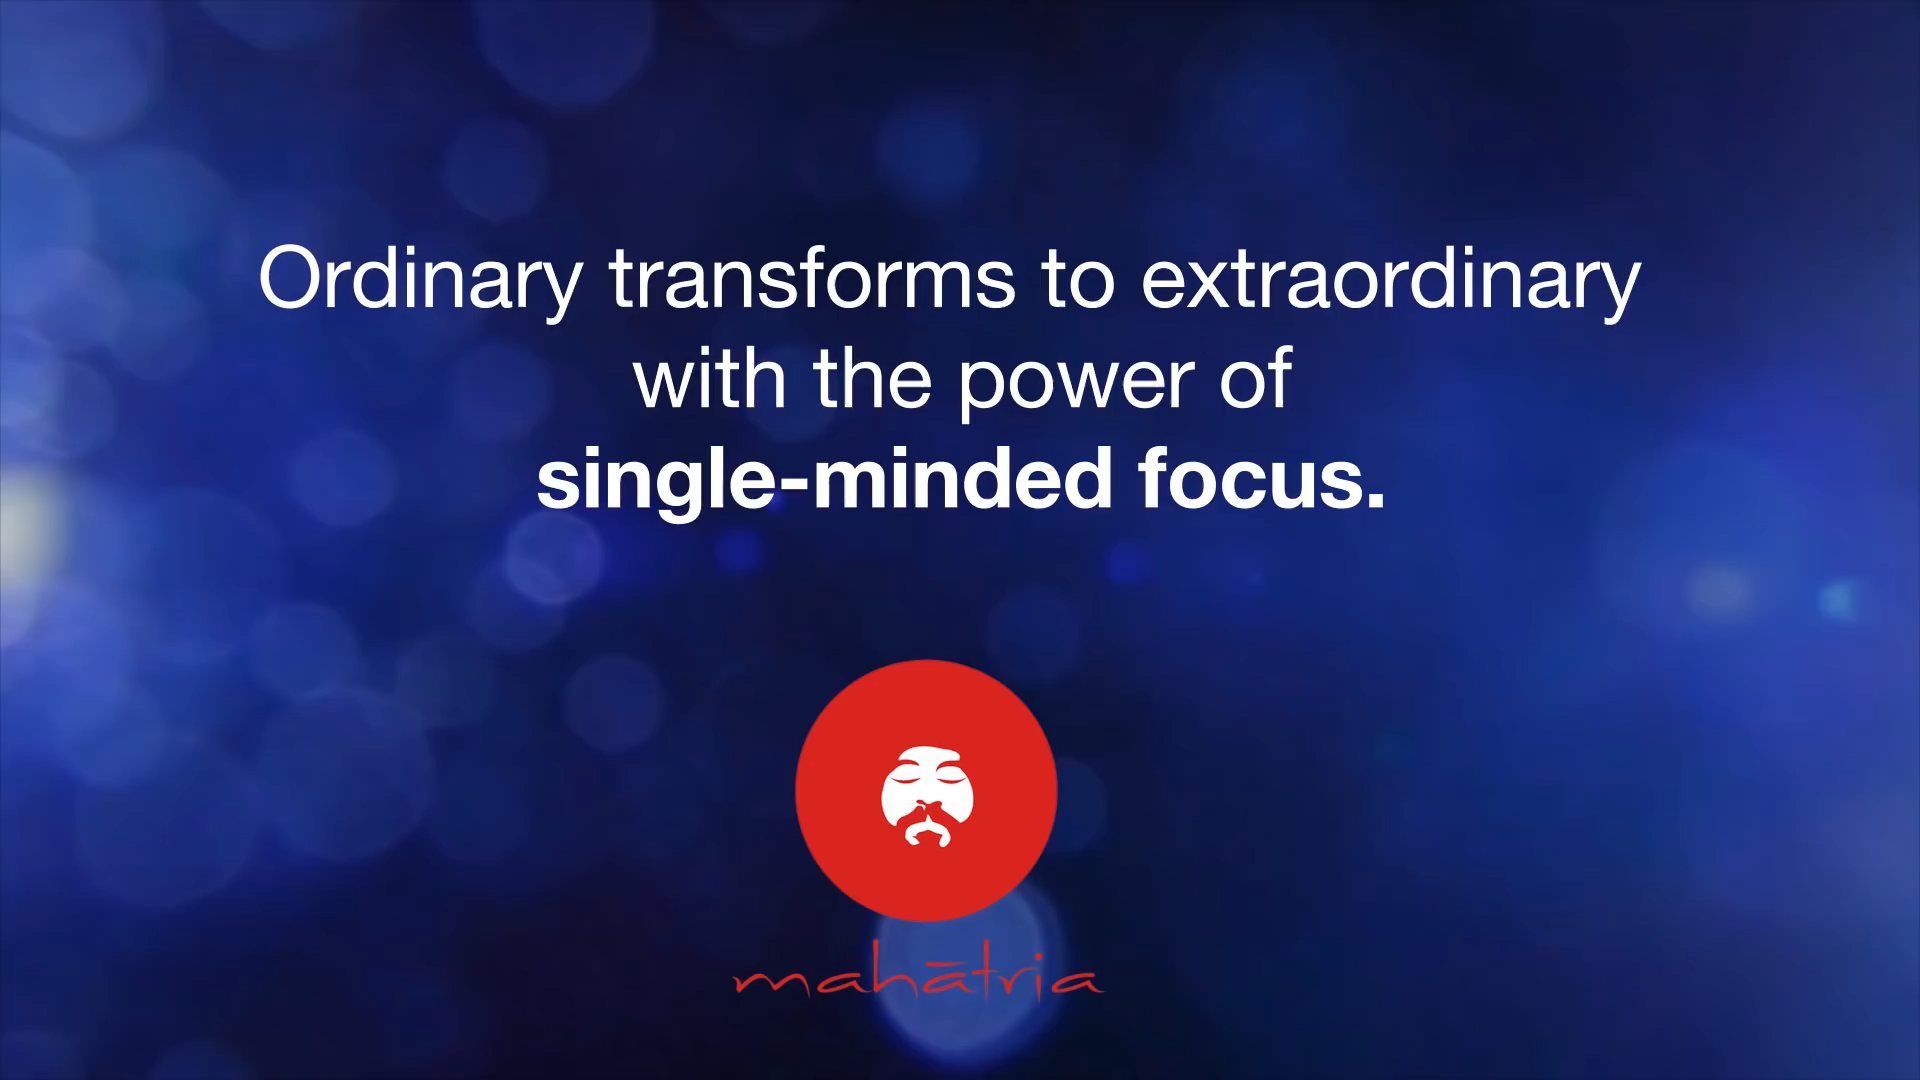 Ordinary transforms to extraordinary
with the power of
single-minded focus.
mahātria